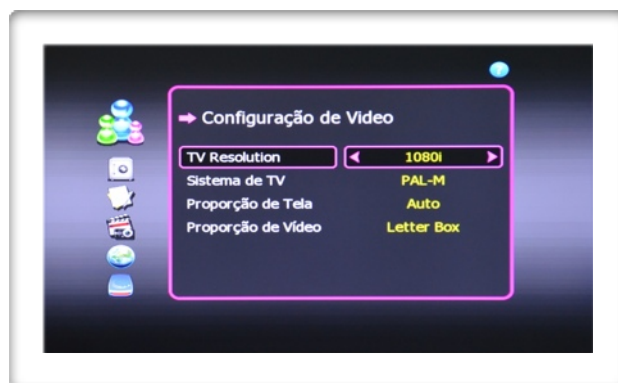 Configuração de Video
TV Resolution 1080i
Sistema de TV PAL-M
Proporção de Tela Auto
Proporção de Vídeo Letter Box